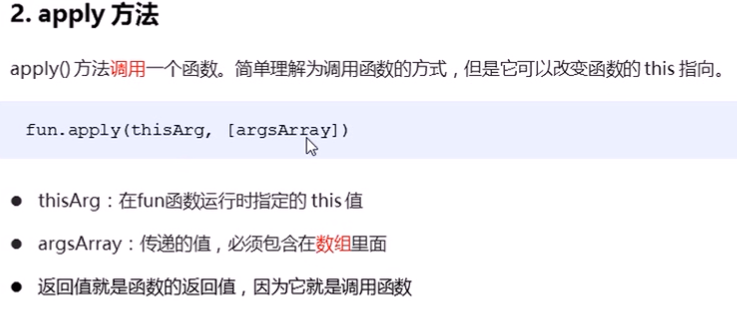 2. apply 方法
apply() 方法调用一个函数。简单理解为调用函数的方式，但是它可以改变函数的 this 指向。
fun.apply(thisArg, [argsArray])
● thisArg：在fun函数运行时指定的 this 值
● argsArray：传递的值，必须包含在数组里面
● 返回值就是函数的返回值，因为它就是调用函数